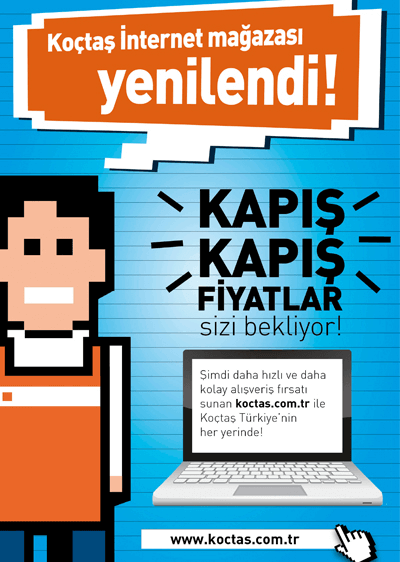 Koçtaş İnternet mağazası
yenilendi!
KAPIŞ
KAPIŞ
FİYATLAR
sizi bekliyor!
Şimdi daha hızlı ve daha
kolay alışveriş fırsatı
sunan koctas.com.tr ile
Koçtaş Türkiye'nin
her yerinde!
www.koctas.com.tr